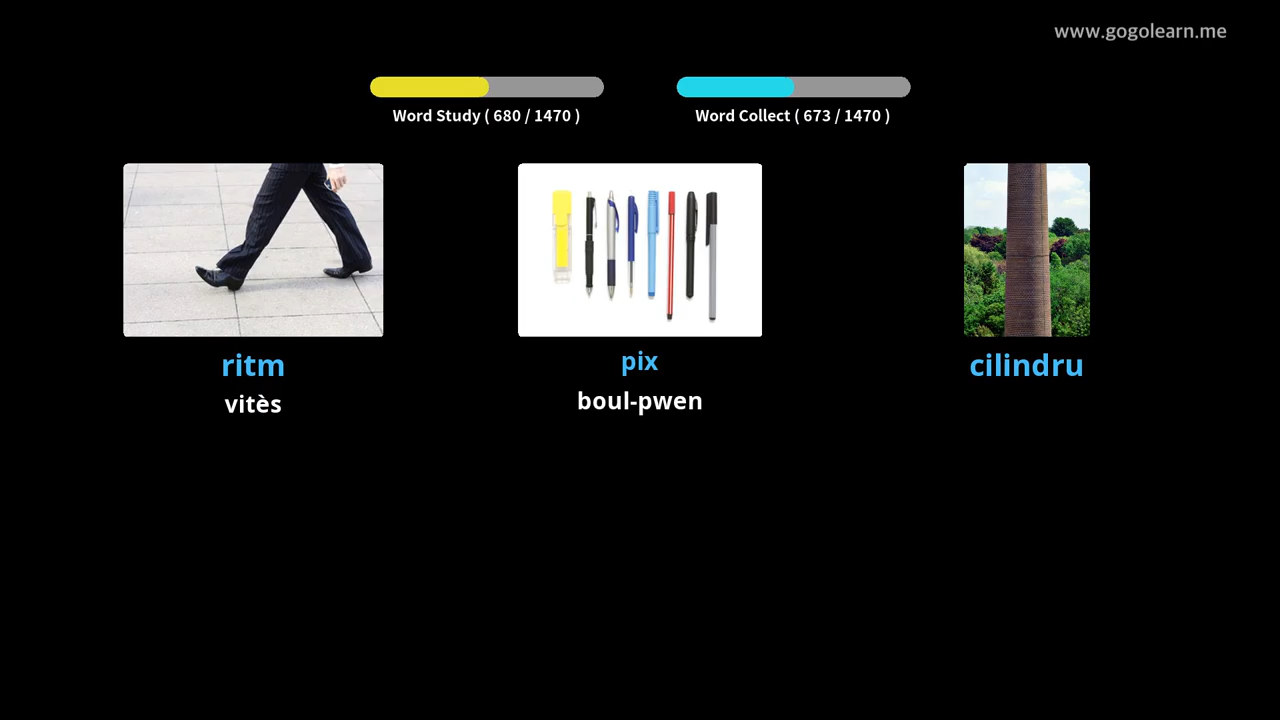 www.gogolearn.me
Word Study ( 680 / 1470 )
Word Collect ( 673 / 1470 )
ritm
vitès
pix
boul-pwen
cilindru